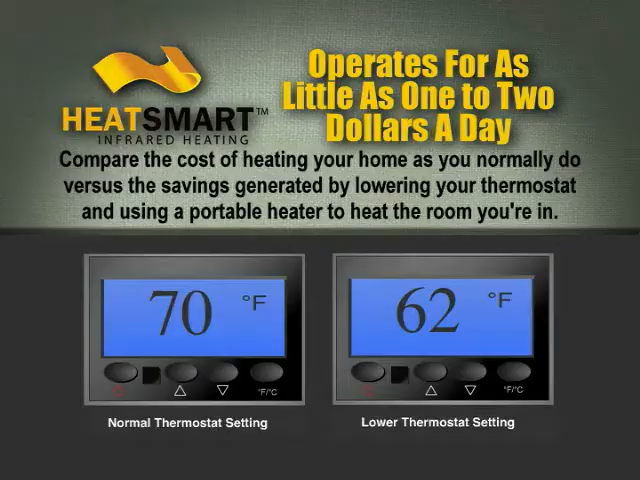 HEATSMART™
INFRARED HEATING
Operates For As
Little As One to Two
Dollars A Day
Compare the cost of heating your home as you normally do
versus the savings generated by lowering your thermostat
and using a portable heater to heat the room you're in.
70 °F
°F/°C
Normal Thermostat Setting
62 °F
°F/°C
Lower Thermostat Setting